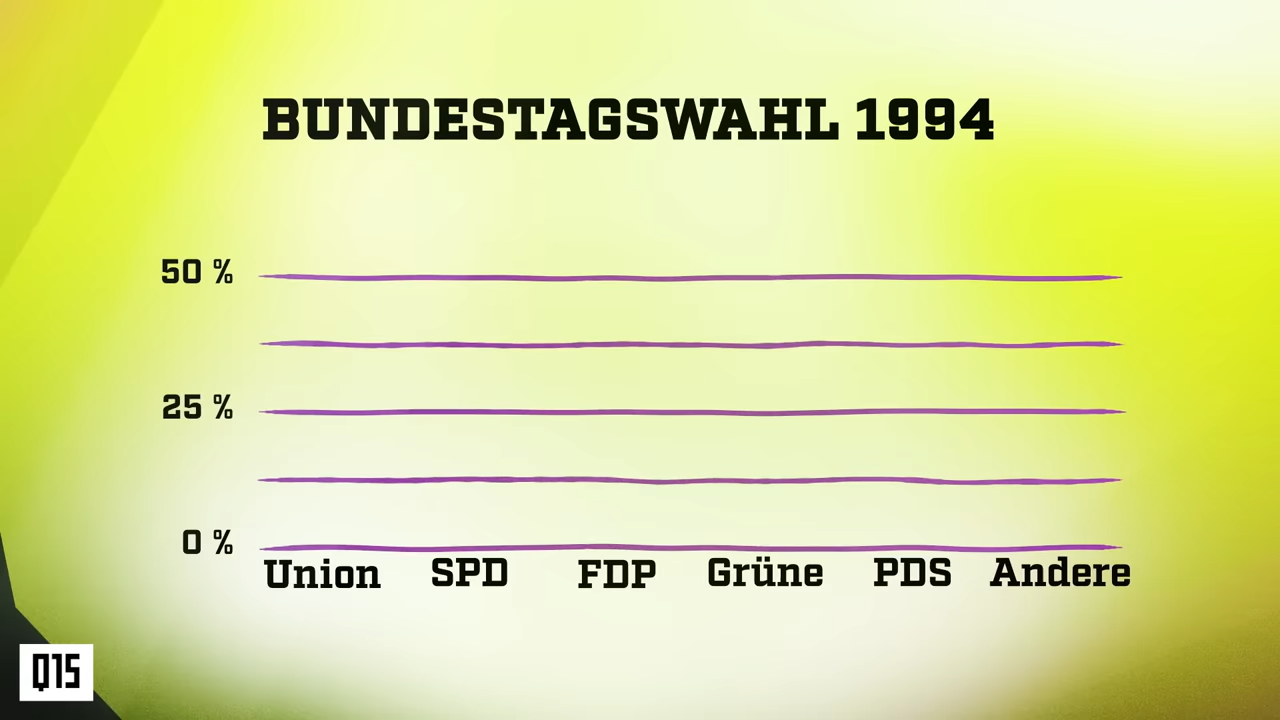 BUNDESTAGSWAHL 1994
50 %
25 %
0 %
Union SPD FDP Grüne PDS Andere
Q15